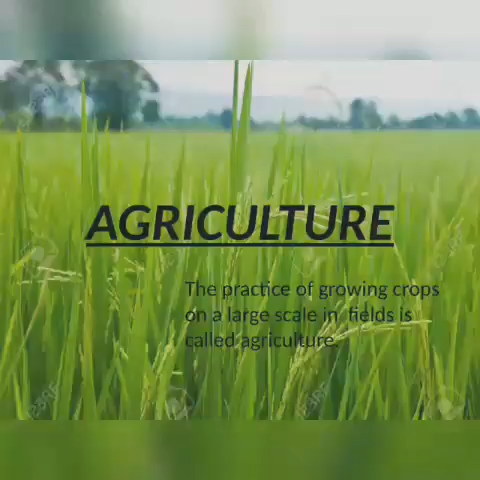 AGRICULTURE
The practice of growing crops
on a large scale in fields is
called agriculture.